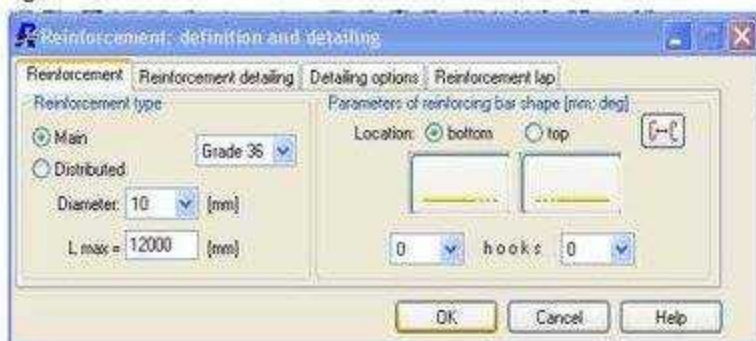 Reinforcement: definition and detailing
Reinforcement Reinforcement detailing Detailing options Reinforcement lap
Reinforcement type
Main
Distributed
Grade 36
Diameter: 10 [mm]
L max = 12000 [mm]
Parameters of reinforcing bar shape [mm; deg]
Location: bottom top
0 hooks 0
OK Cancel Help